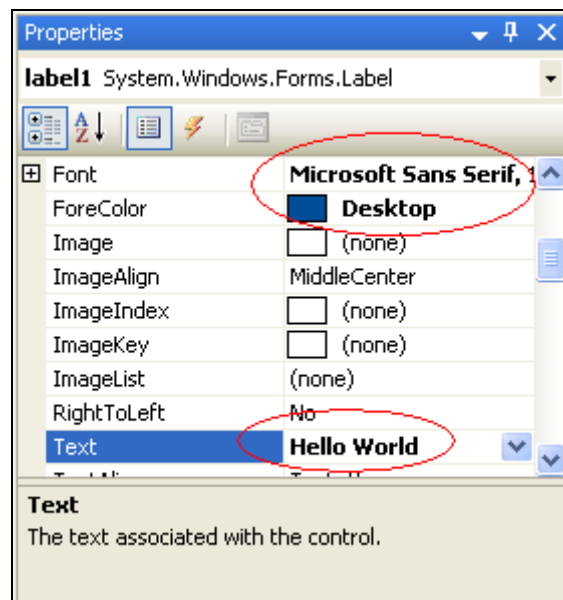 Properties
label1 System.Windows.Forms.Label
Font Microsoft Sans Serif, 1
ForeColor Desktop
Image (none)
ImageAlign MiddleCenter
ImageIndex (none)
ImageKey (none)
ImageList (none)
RightToLeft No
Text Hello World
Text
The text associated with the control.